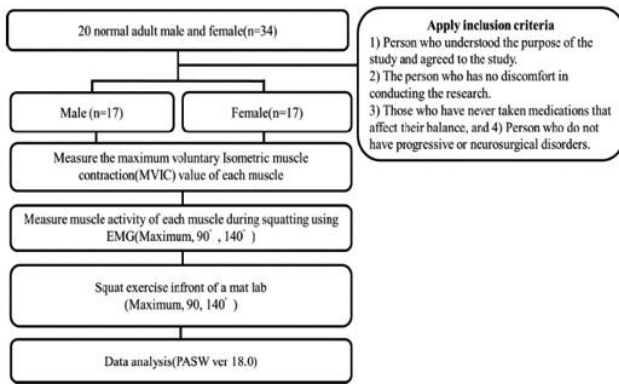 20 normal adult male and female(n=34)
Apply inclusion criteria
1) Person who understood the purpose of the
study and agreed to the study.
2) The person who has no discomfort in
conducting the research.
3) Those who have never taken medications that
affect their balance, and 4) Person who do not
have progressive or neurosurgical disorders.
Male (n=17)
Female(n=17)
Measure the maximum voluntary Isometric muscle
contraction(MVIC) value of each muscle
Measure muscle activity of each muscle during squatting using
EMG(Maximum, 90° , 140° )
Squat exercise infront of a mat lab
(Maximum, 90, 140° )
Data analysis(PASW ver 18.0)